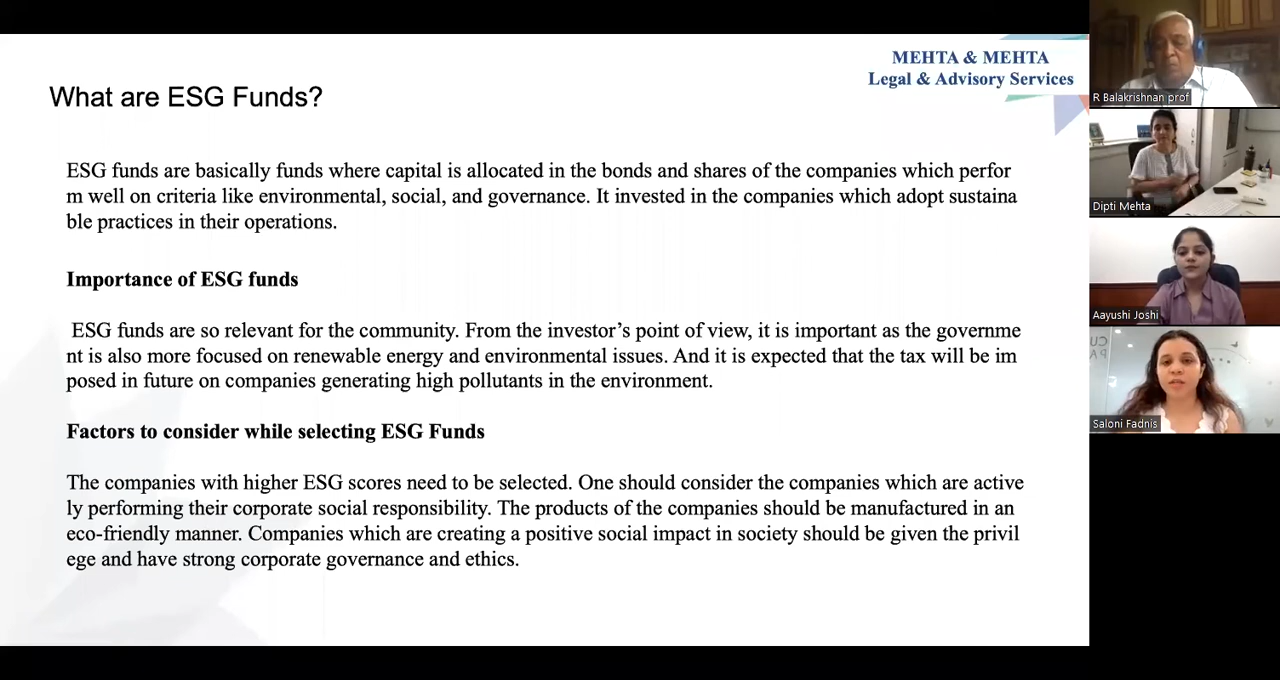 MEHTA & MEHTA
Legal & Advisory Services
What are ESG Funds?
ESG funds are basically funds where capital is allocated in the bonds and shares of the companies which perfor
m well on criteria like environmental, social, and governance. It invested in the companies which adopt sustaina
ble practices in their operations.
Importance of ESG funds
ESG funds are so relevant for the community. From the investor’s point of view, it is important as the governme
nt is also more focused on renewable energy and environmental issues. And it is expected that the tax will be im
posed in future on companies generating high pollutants in the environment.
Factors to consider while selecting ESG Funds
The companies with higher ESG scores need to be selected. One should consider the companies which are active
ly performing their corporate social responsibility. The products of the companies should be manufactured in an
eco-friendly manner. Companies which are creating a positive social impact in society should be given the privil
ege and have strong corporate governance and ethics.
R Balakrishnan prof
Dipti Mehta
Aayushi Joshi
Saloni Fadnis